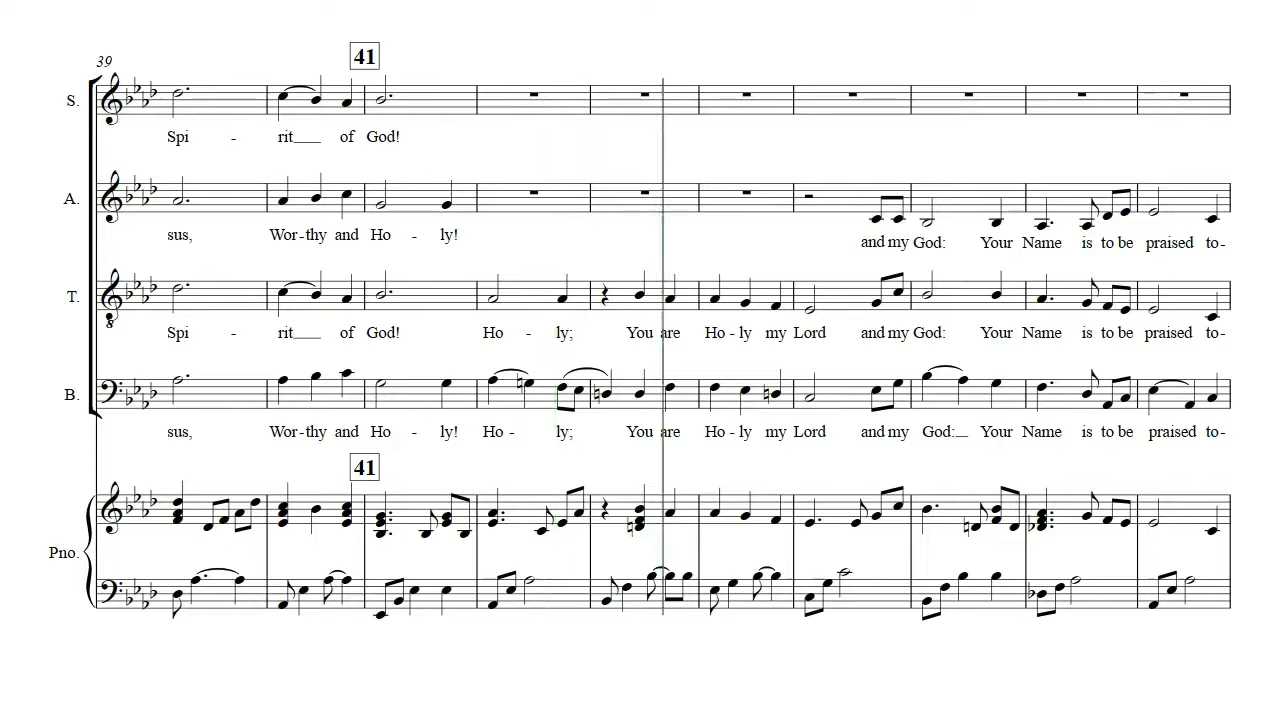 41
39
S.
Spi - rit___ of God!
A.
sus, Wor-thy and Ho - ly! and my God: Your Name is to be praised to-
T.
Spi - rit___ of God! Ho - ly; You are Ho-ly my Lord and my God: Your Name is to be praised to-
B.
sus, Wor-thy and Ho - ly! Ho - ly; You are Ho-ly my Lord and my God:_ Your Name is to be praised to-
41
Pno.